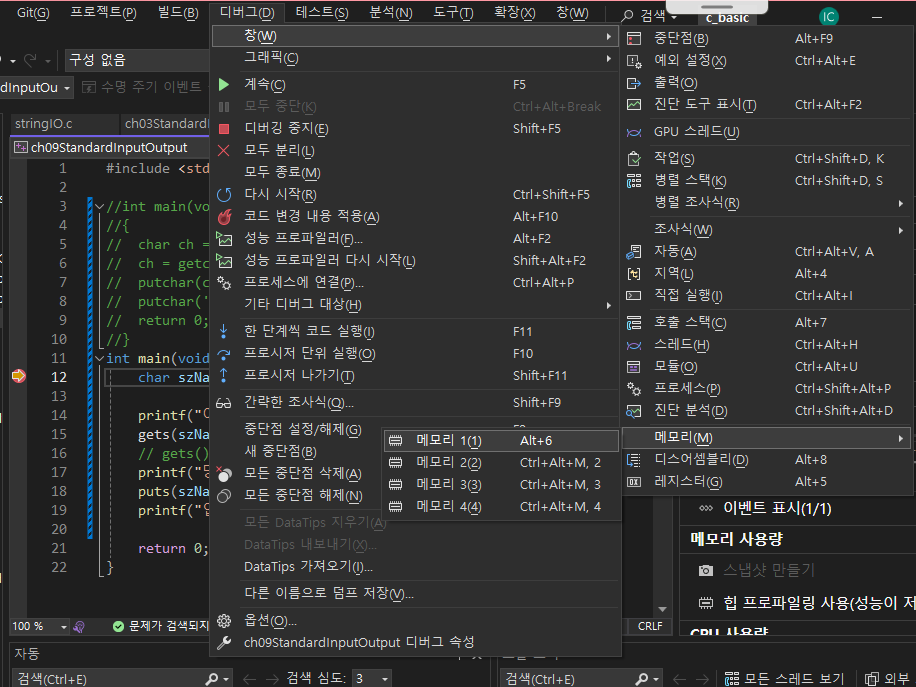 Git(G) 프로젝트(P) 빌드(B) 디버그(D) 테스트(S) 분석(N) 도구(T) 확장(X) 창(W) 검색 c_basic IC
구성 없음
dInputOu 수명 주기 이벤트
stringIO.c ch03StandardI
ch09StandardInputOutput
1 #include <std
2
3 //int main(vo
4 //{
5 // char ch =
6 // ch = getc
7 // putchar(c
8 // putchar('
9 // return 0;
10 //}
11 int main(void
12 char szNa
13
14 printf("이
15 gets(szNa
16 // gets()
17 printf("당
18 puts(szNa
19 printf("입
20
21 return 0;
22 }
100 % 문제가 검색되지
CRLF
자동
검색(Ctrl+E) 검색 심도: 3
검색(Ctrl+E) 모든 스레드 보기 외부
창(W)
그래픽(C)
계속(C) F5
모두 중단(K) Ctrl+Alt+Break
디버깅 중지(E) Shift+F5
모두 분리(L)
모두 종료(M)
다시 시작(R) Ctrl+Shift+F5
코드 변경 내용 적용(A) Alt+F10
성능 프로파일러(F)... Alt+F2
성능 프로파일러 다시 시작(L) Shift+Alt+F2
프로세스에 연결(P)... Ctrl+Alt+P
기타 디버그 대상(H)
한 단계씩 코드 실행(I) F11
프로시저 단위 실행(O) F10
프로시저 나가기(T) Shift+F11
간략한 조사식(Q)... Shift+F9
중단점 설정/해제(G) F9
새 중단점(B)
모든 중단점 삭제(A)
모든 중단점 해제(N)
모든 DataTips 지우기(A)
DataTips 내보내기(X)...
DataTips 가져오기(I)...
다른 이름으로 덤프 저장(V)...
옵션(O)...
ch09StandardInputOutput 디버그 속성
중단점(B) Alt+F9
예외 설정(X) Ctrl+Alt+E
출력(O)
진단 도구 표시(T) Ctrl+Alt+F2
GPU 스레드(U)
작업(S) Ctrl+Shift+D, K
병렬 스택(K) Ctrl+Shift+D, S
병렬 조사식(R)
조사식(W)
자동(A) Ctrl+Alt+V, A
지역(L) Alt+4
직접 실행(I) Ctrl+Alt+I
호출 스택(C) Alt+7
스레드(H) Ctrl+Alt+H
모듈(O) Ctrl+Alt+U
프로세스(P) Ctrl+Shift+Alt+P
진단 분석(D) Ctrl+Shift+Alt+D
메모리(M)
디스어셈블리(D) Alt+8
레지스터(G) Alt+5
메모리 1(1) Alt+6
메모리 2(2) Ctrl+Alt+M, 2
메모리 3(3) Ctrl+Alt+M, 3
메모리 4(4) Ctrl+Alt+M, 4
이벤트 표시(1/1)
메모리 사용량
스냅샷 만들기
힙 프로파일링 사용(성능이 저
CPU 사용량